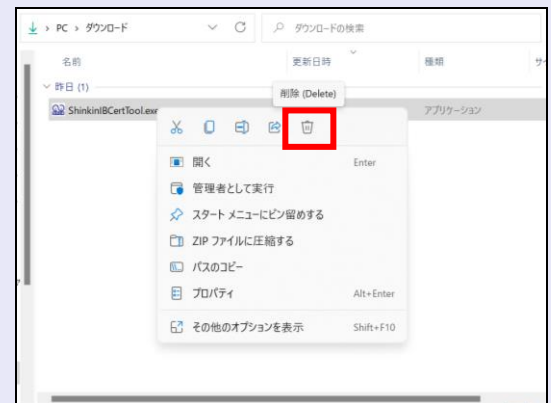 PC › ダウンロード
ダウンロードの検索
名前 更新日時 種類 サイ
昨日 (1)
削除 (Delete)
ShinkinIBCertTool.exe アプリケーション
開く Enter
管理者として実行
スタート メニューにピン留めする
ZIP ファイルに圧縮する
パスのコピー
プロパティ Alt+Enter
その他のオプションを表示 Shift+F10